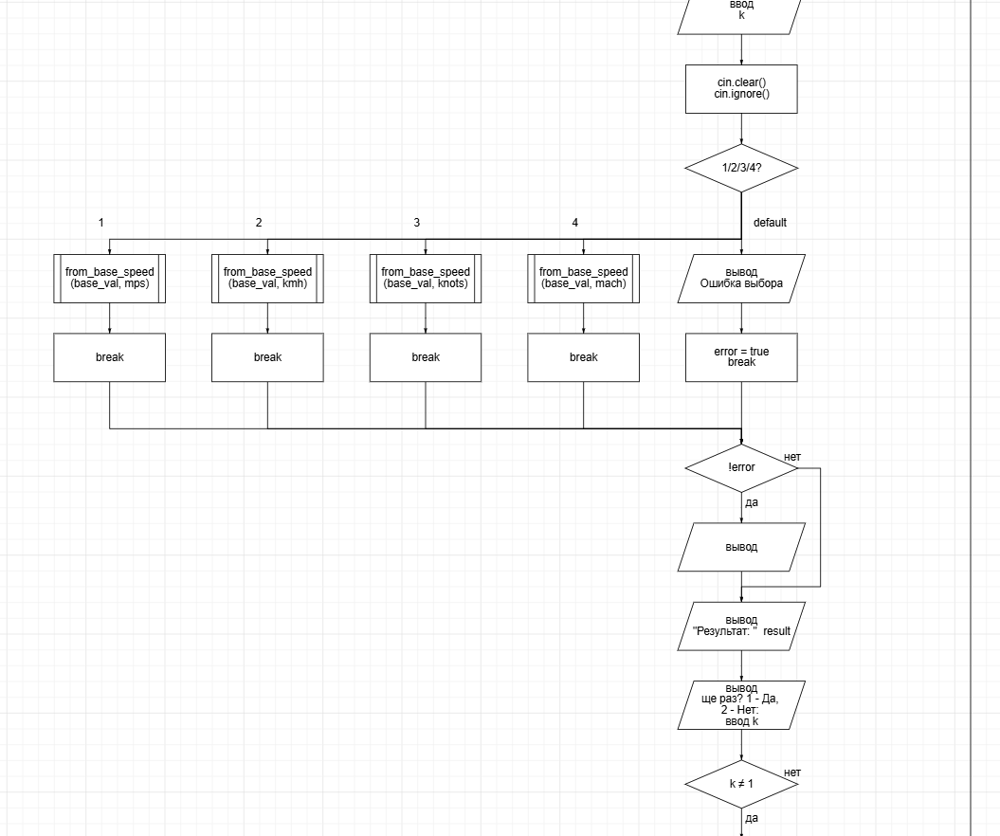 ввод
k
cin.clear()
cin.ignore()
1/2/3/4?
1
2
3
4
default
from_base_speed
(base_val, mps)
from_base_speed
(base_val, kmh)
from_base_speed
(base_val, knots)
from_base_speed
(base_val, mach)
вывод
Ошибка выбора
break
break
break
break
error = true
break
!error
нет
да
вывод
вывод
"Результат: " result
вывод
ще раз? 1 - Да,
2 - Нет:
ввод k
k ≠ 1
нет
да